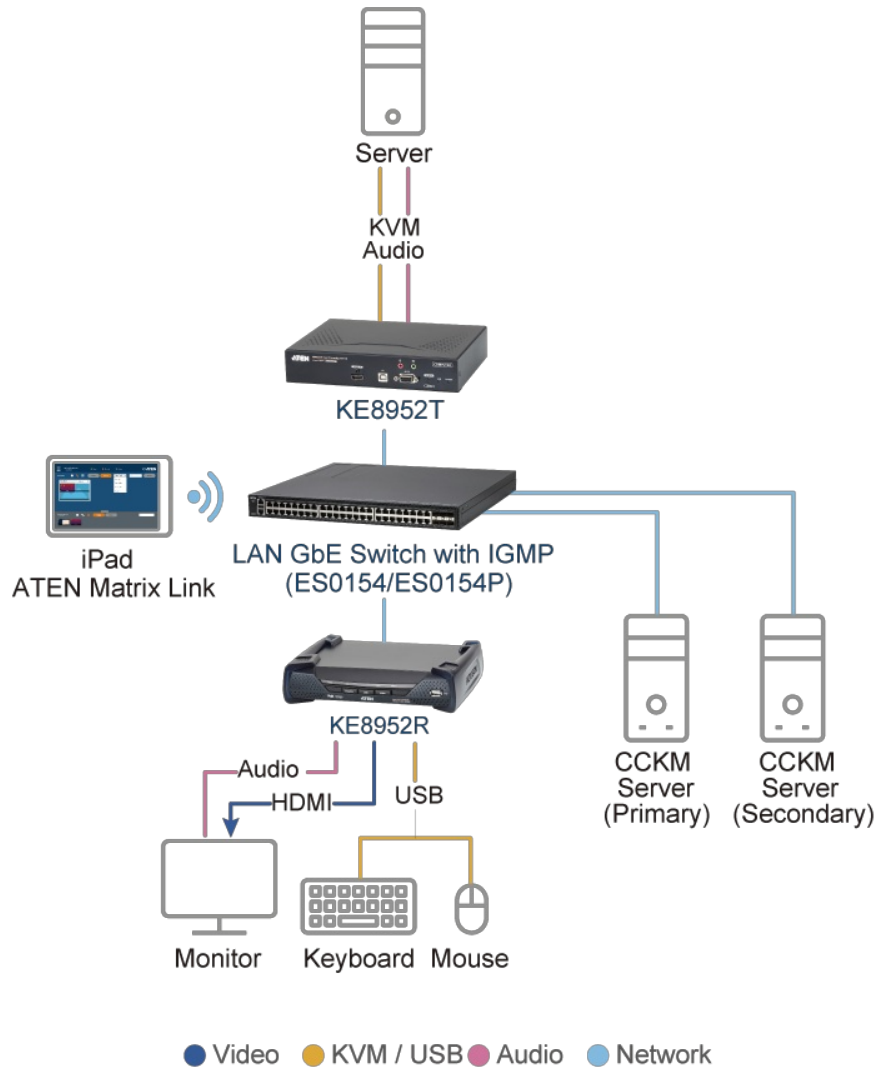 Server
KVM
Audio
ATEN
KE8952T
iPad
ATEN Matrix Link
LAN GbE Switch with IGMP
(ES0154/ES0154P)
KE8952R
CCKM
Server
(Primary)
CCKM
Server
(Secondary)
Audio
HDMI
USB
Monitor
Keyboard
Mouse
Video
KVM / USB
Audio
Network